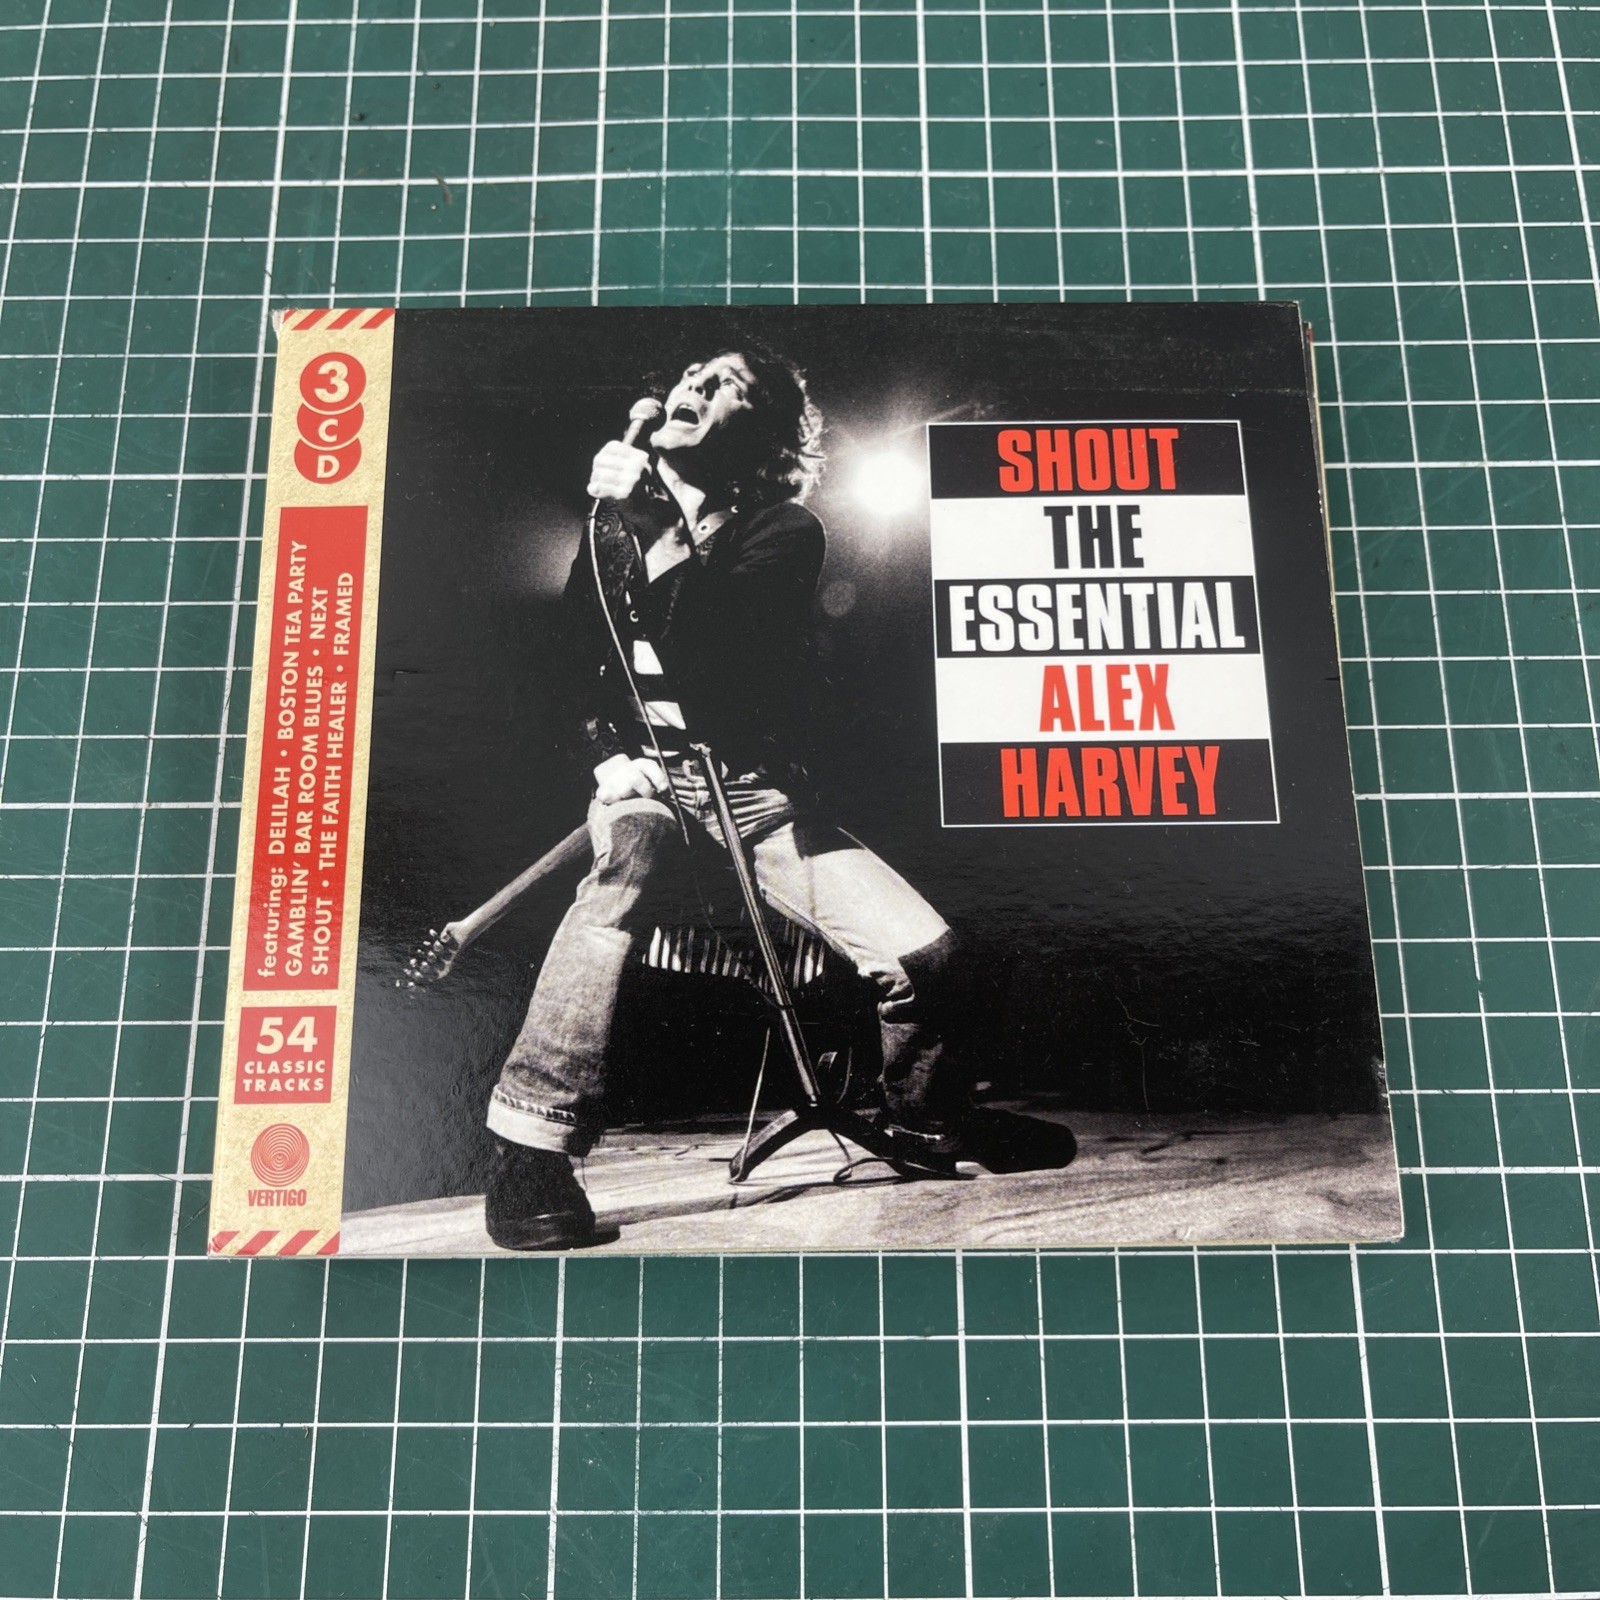 3
C
D
featuring: DELILAH • BOSTON TEA PARTY
GAMBLIN' BAR ROOM BLUES • NEXT
SHOUT • THE FAITH HEALER • FRAMED
54
CLASSIC
TRACKS
VERTIGO
SHOUT
THE
ESSENTIAL
ALEX
HARVEY